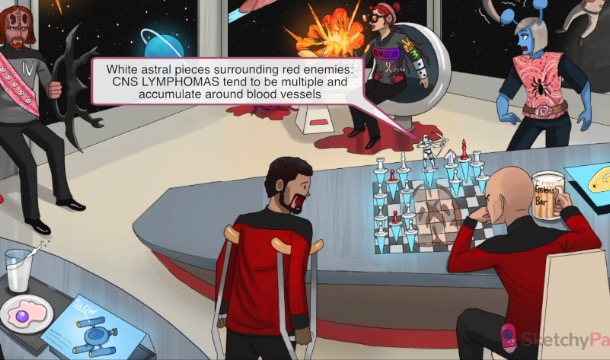 IV
White astral pieces surrounding red enemies:
CNS LYMPHOMAS tend to be multiple and
accumulate around blood vessels
SLOW
SketchyPa